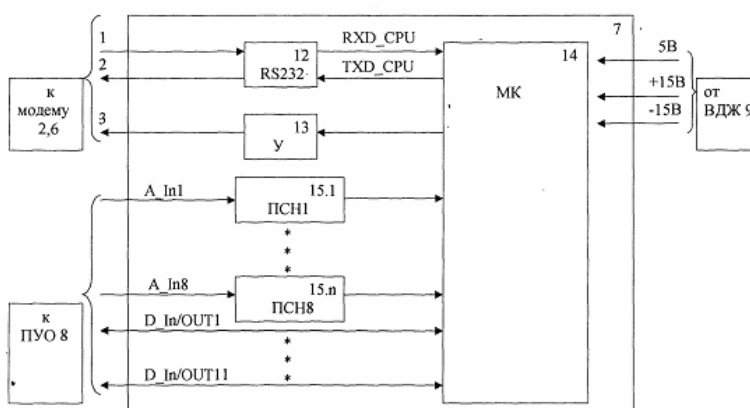 7
1
RXD_CPU
12
RS232
2
TXD_CPU
14
МК
5В
+15В
-15В
к
модему
2,6
от
ВДЖ 9
3
13
У
A_In1
15.1
ПСН1
*
*
*
A_In8
15.n
ПСН8
к
ПУО 8
D_In/OUT1
*
*
*
D_In/OUT11